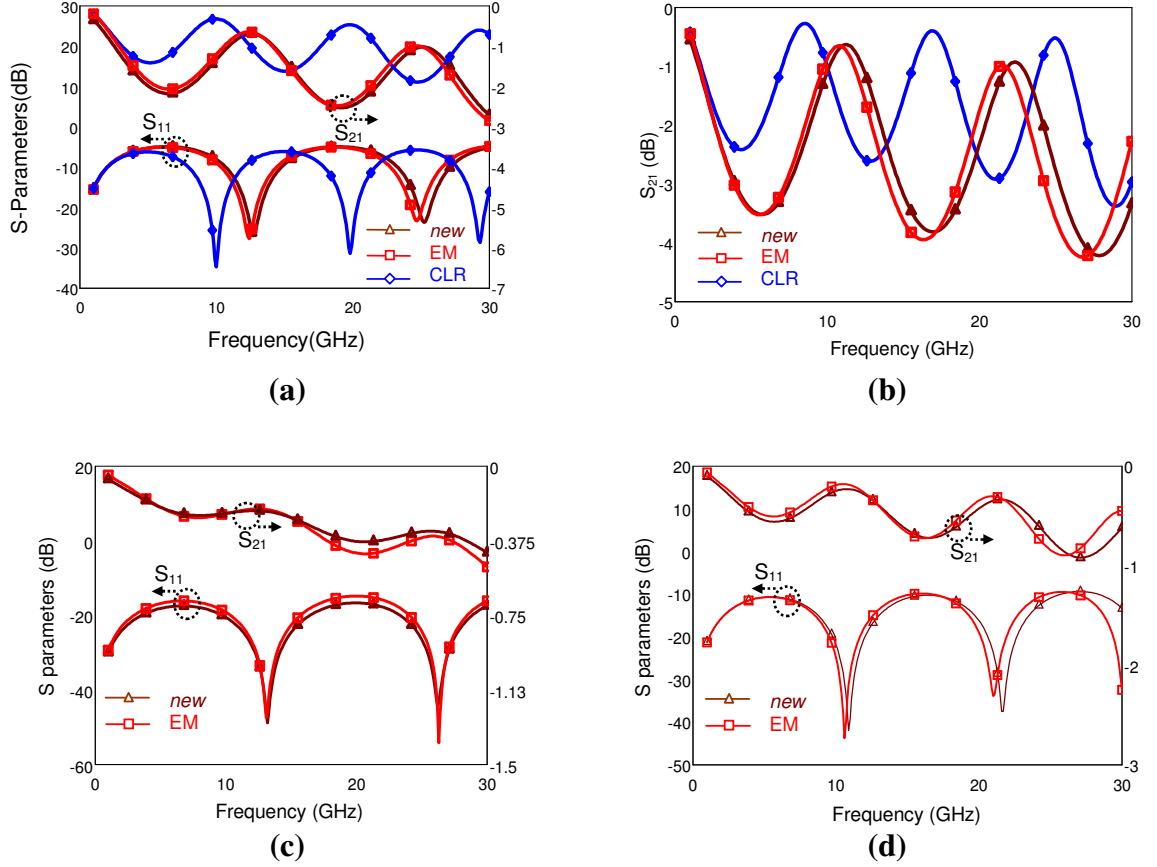 30
20
10
0
-10
-20
-30
-40
S-Parameters(dB)
0
-1
-2
-3
-4
-5
-6
-7
S11
S21
new
EM
CLR
0
10
20
30
Frequency(GHz)
(a)
0
-1
-2
-3
-4
-5
S21 (dB)
new
EM
CLR
0
10
20
30
Frequency (GHz)
(b)
20
0
-20
-40
-60
S parameters (dB)
0
-0.375
-0.75
-1.13
-1.5
S21
S11
new
EM
0
10
20
30
Frequency (GHz)
(c)
20
10
0
-10
-20
-30
-40
-50
S parameters (dB)
0
-1
-2
-3
S21
S11
new
EM
0
10
20
30
Frequency (GHz)
(d)